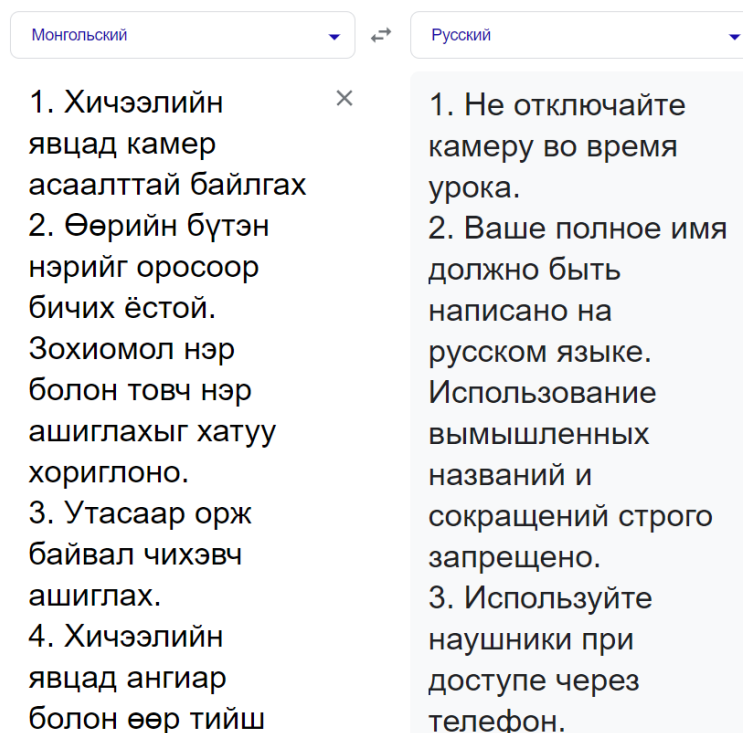 Монгольский
Русский
1. Хичээлийн
явцад камер
асаалттай байлгах
2. Өөрийн бүтэн
нэрийг оросоор
бичих ёстой.
Зохиомол нэр
болон товч нэр
ашиглахыг хатуу
хориглоно.
3. Утасаар орж
байвал чихэвч
ашиглах.
4. Хичээлийн
явцад ангиар
болон өөр тийш
1. Не отключайте
камеру во время
урока.
2. Ваше полное имя
должно быть
написано на
русском языке.
Использование
вымышленных
названий и
сокращений строго
запрещено.
3. Используйте
наушники при
доступе через
телефон.